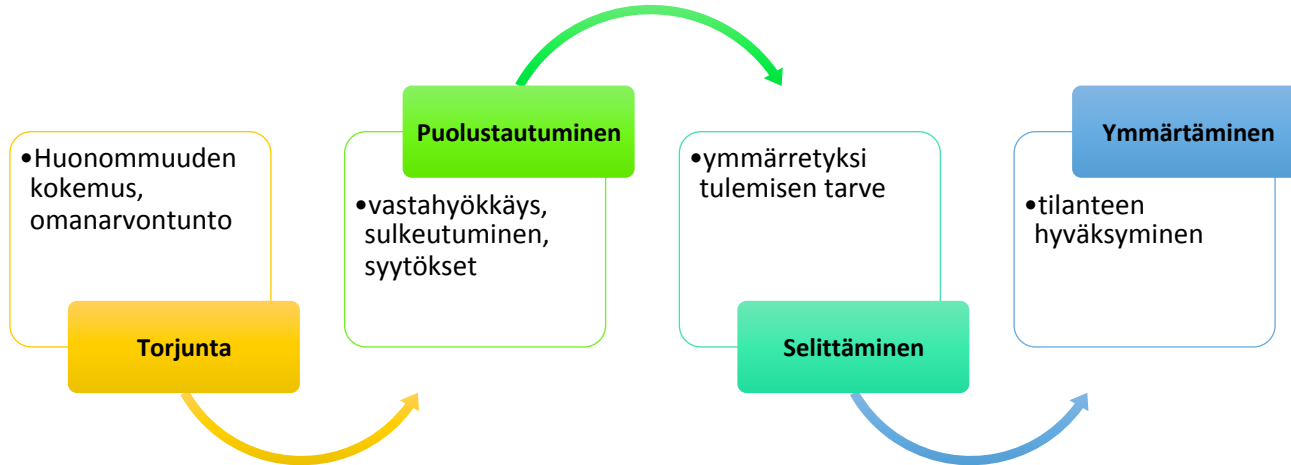 •Huonommuuden
kokemus,
omanarvontunto
Torjunta
Puolustautuminen
•vastahyökkäys,
sulkeutuminen,
syytökset
•ymmärretyksi
tulemisen tarve
Selittäminen
Ymmärtäminen
•tilanteen
hyväksyminen